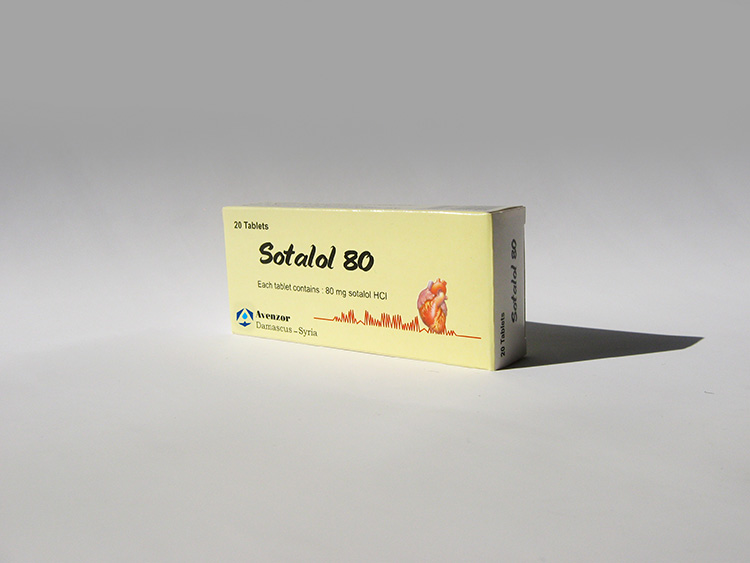 20 Tablets
Sotalol 80
Each tablet contains : 80 mg sotalol HCl
Avenzor
Damascus - Syria
Sotalol 80
20 Tablets